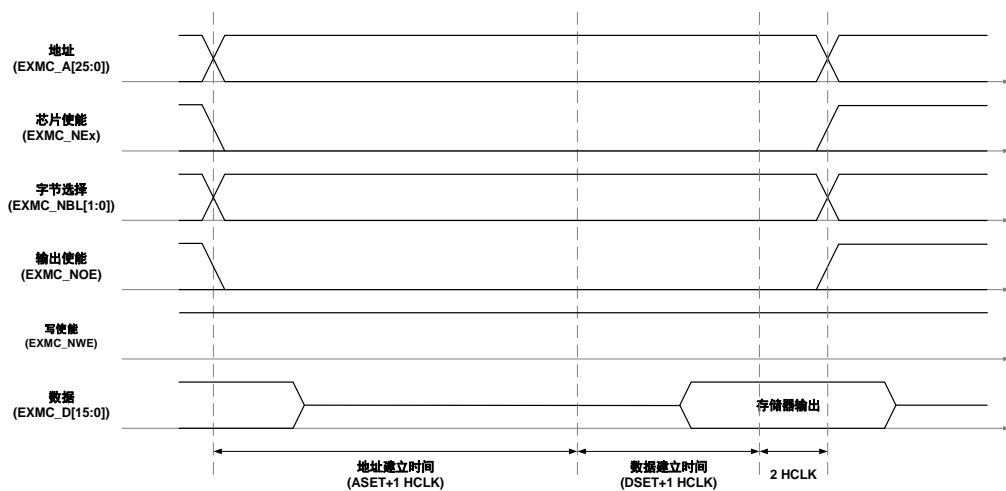 地址
(EXMC_A[25:0])
芯片使能
(EXMC_NEx)
字节选择
(EXMC_NBL[1:0])
输出使能
(EXMC_NOE)
写使能
(EXMC_NWE)
数据
(EXMC_D[15:0])
存储器输出
地址建立时间
(ASET+1 HCLK)
数据建立时间
(DSET+1 HCLK)
2 HCLK